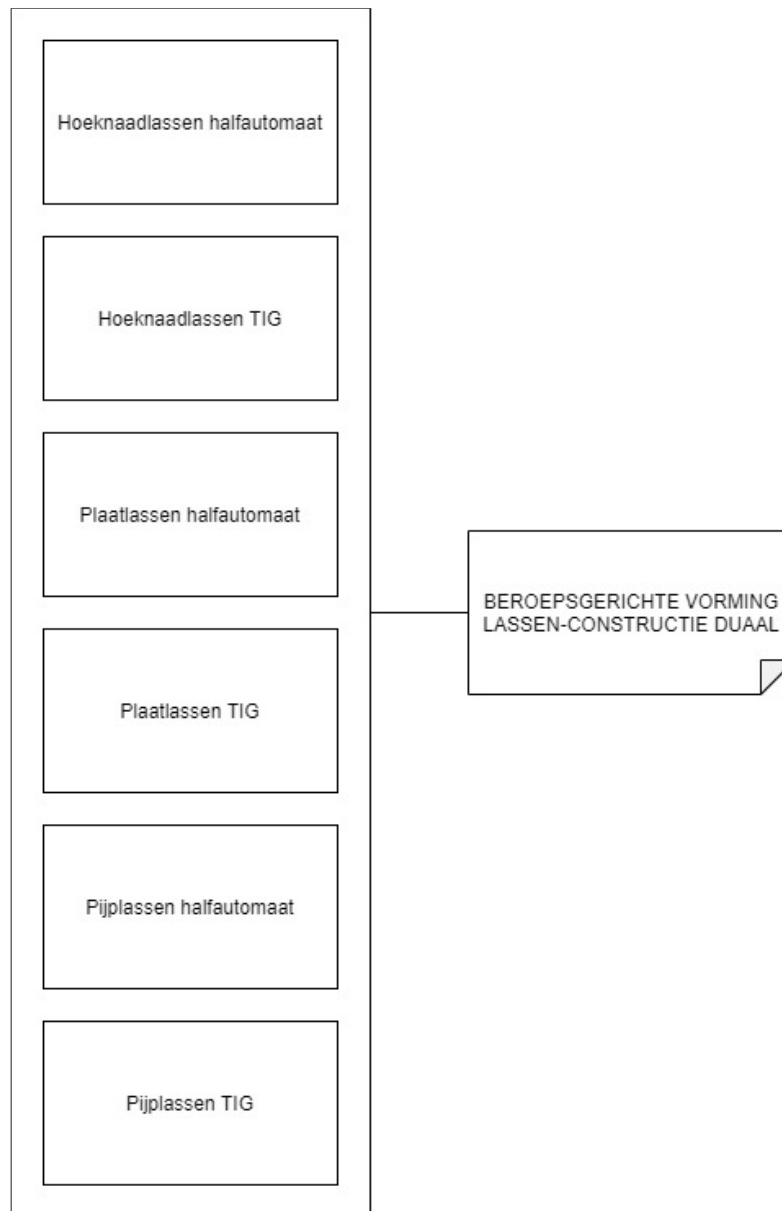 Hoeknaadlassen halfautomaat
Hoeknaadlassen TIG
Plaatlassen halfautomaat
Plaatlassen TIG
Pijplassen halfautomaat
Pijplassen TIG
BEROEPSGERICHTE VORMING
LASSEN-CONSTRUCTIE DUAAL